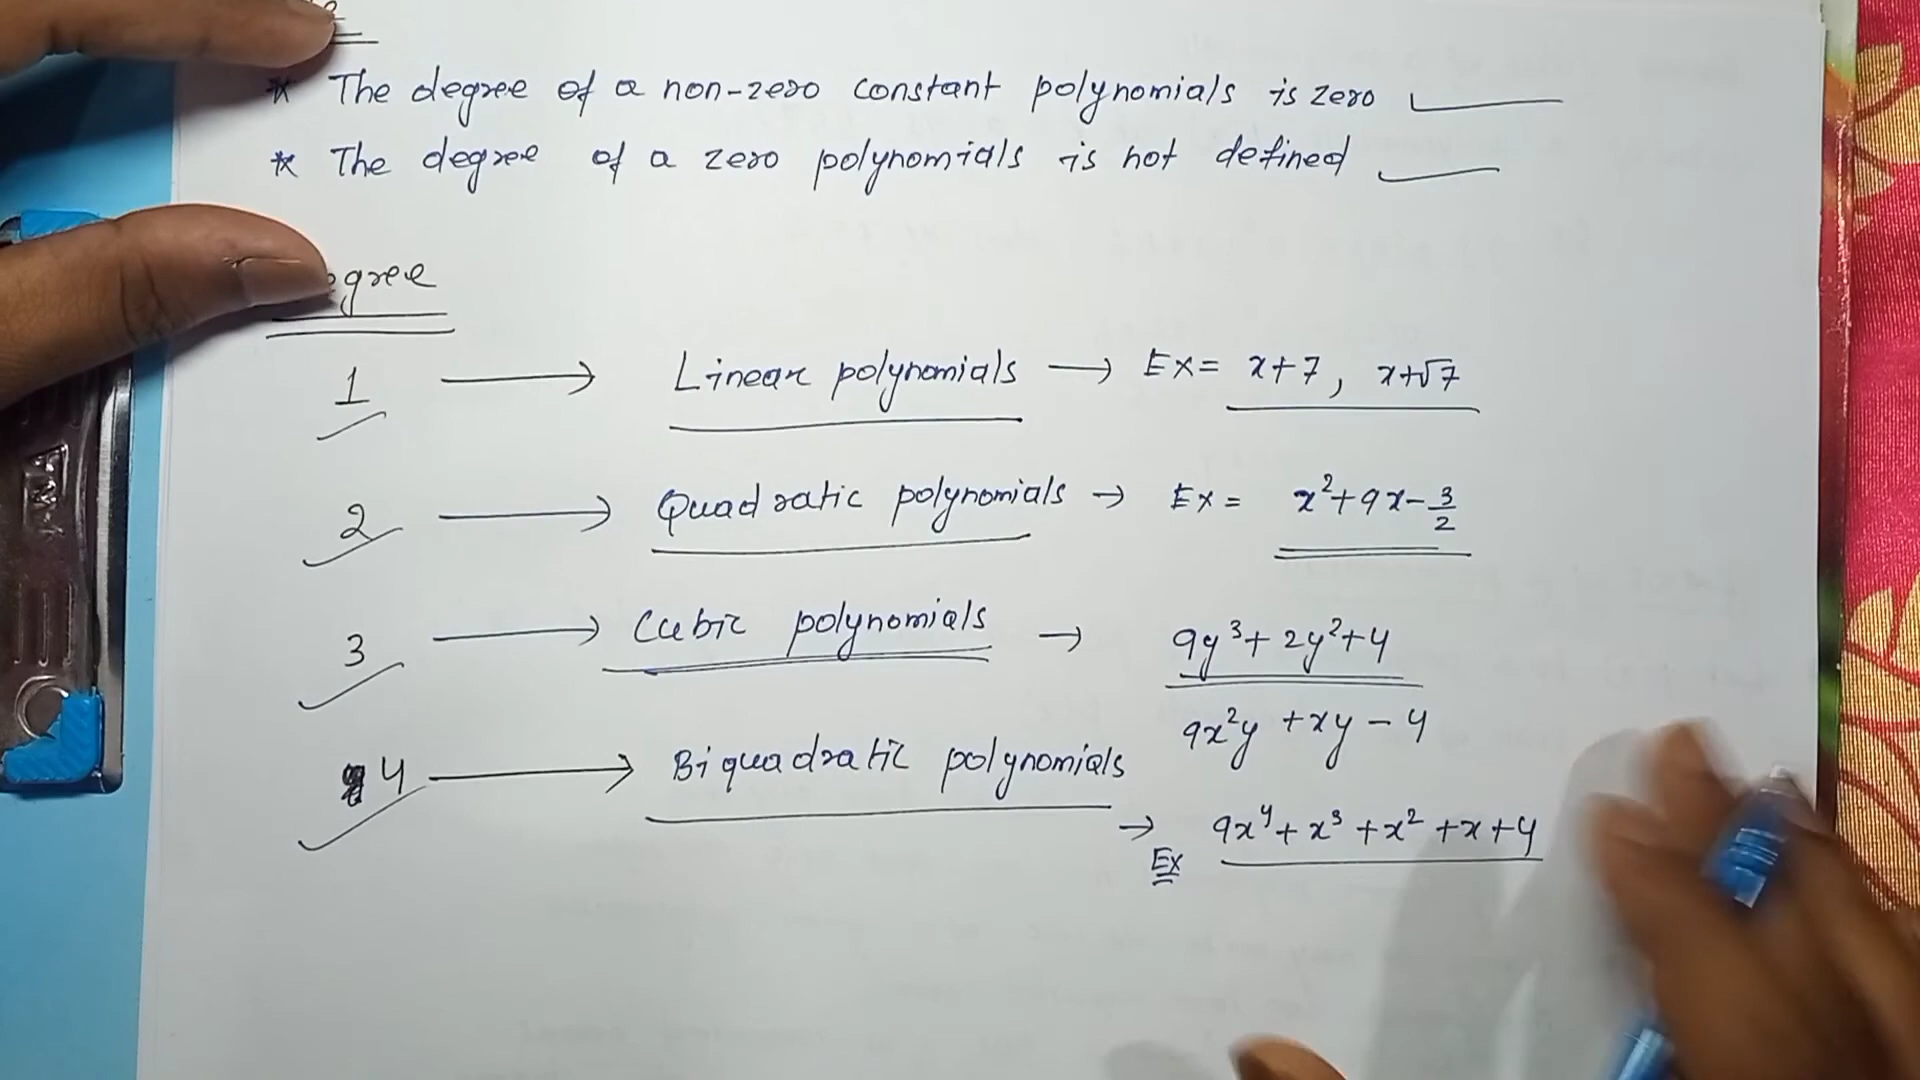 * The degree of a non-zero constant polynomials is zero
* The degree of a zero polynomials is not defined
egree
1 → Linear polynomials → Ex = x+7, x+√7
2 → Quadratic polynomials → Ex = x²+9x-3/2
3 → Cubic polynomials → 9y³+2y²+4
9x²y+xy-4
4 → Biquadratic polynomials
→ Ex 9x⁴+x³+x²+x+4